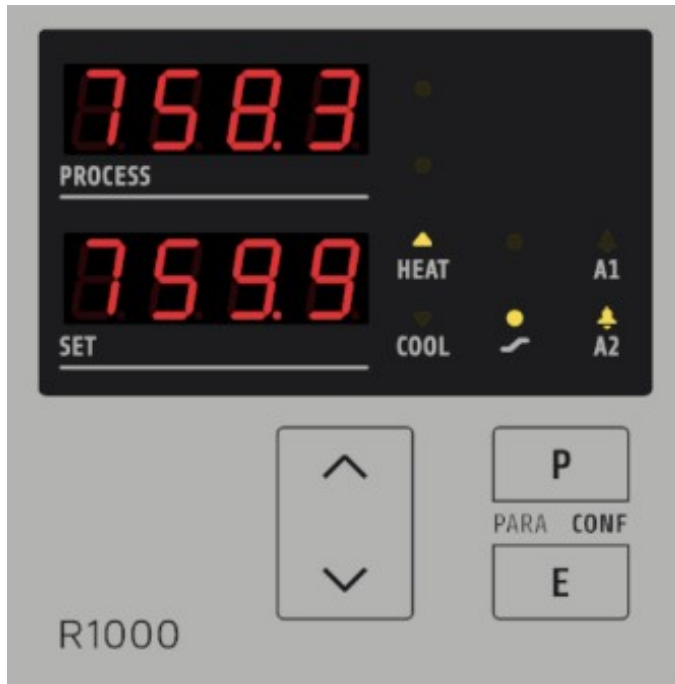 758.3
PROCESS
759.9
SET
HEAT
A1
COOL
A2
P
PARA CONF
E
R1000